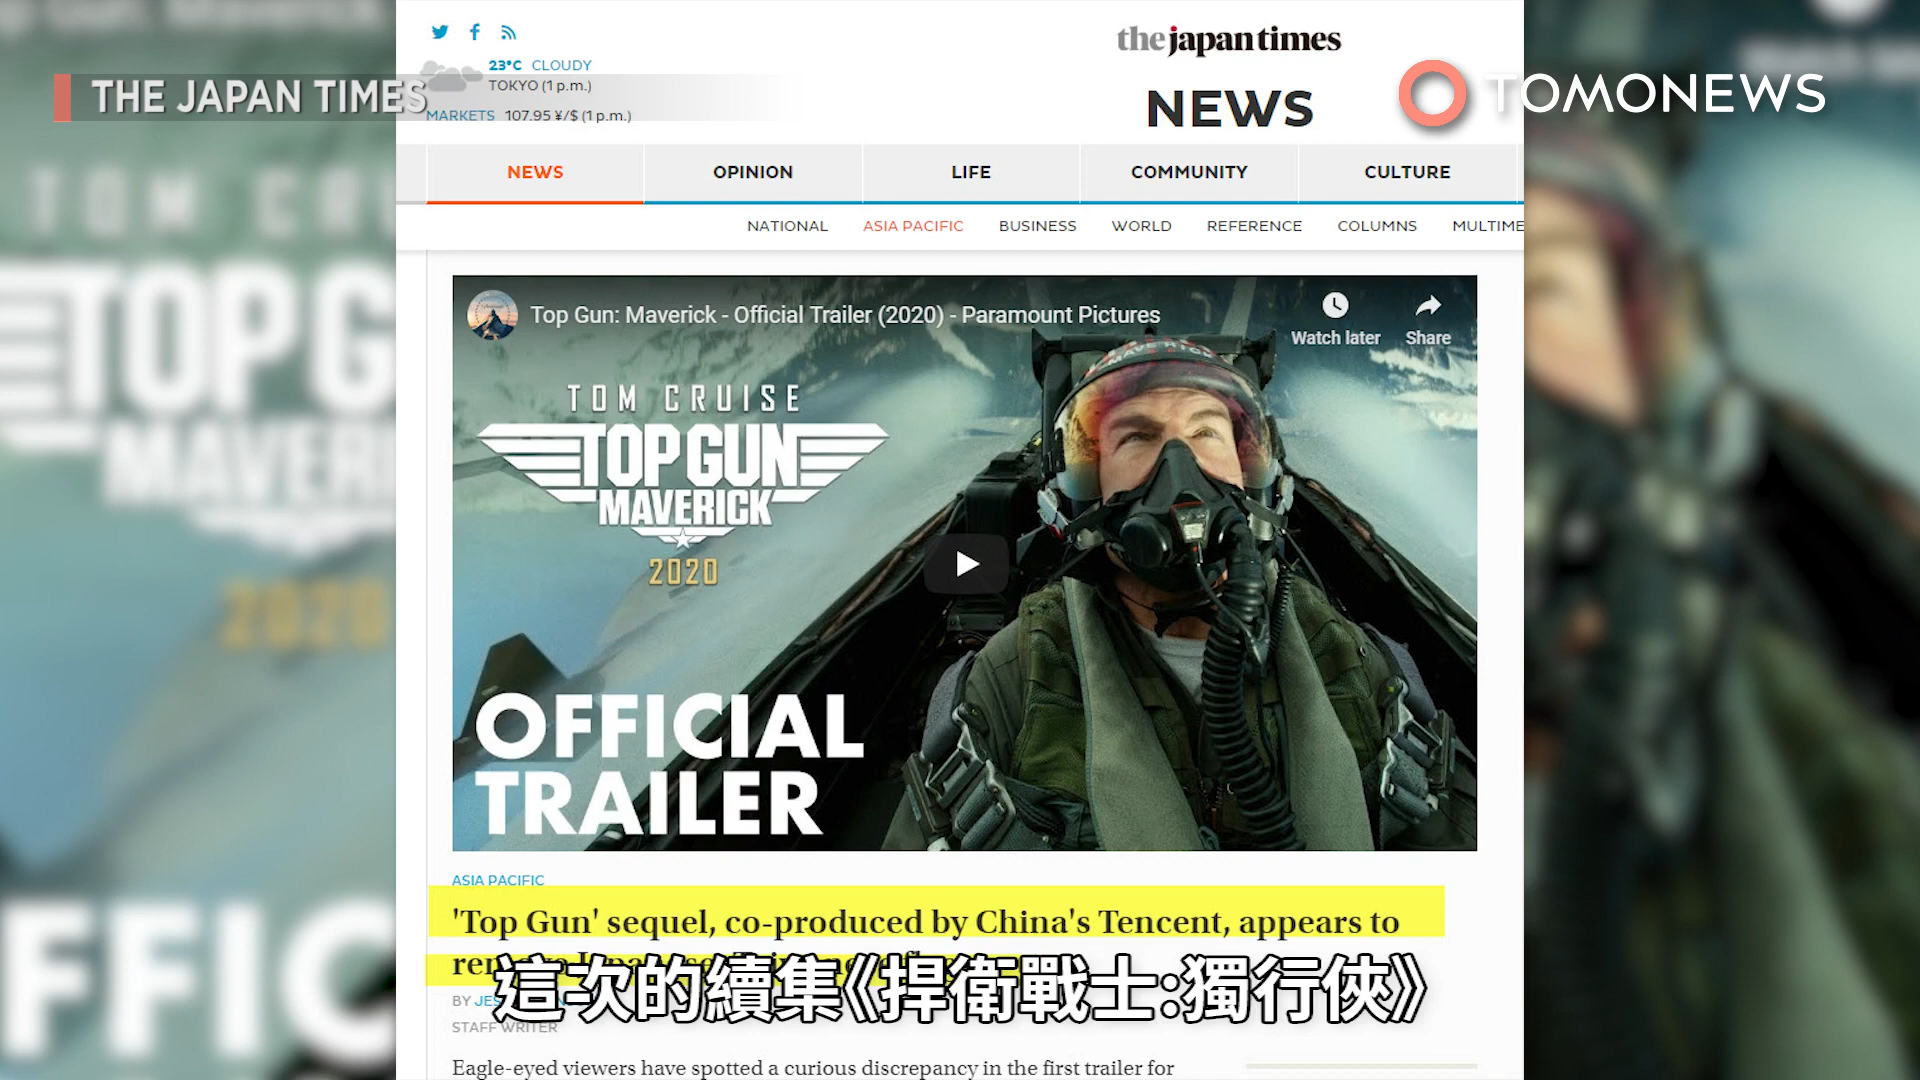 THE JAPAN TIMES
23°C CLOUDY
TOKYO (1 p.m.)
MARKETS 107.95 ¥/$ (1 p.m.)
the japan times
NEWS
TOMONEWS
NEWS OPINION LIFE COMMUNITY CULTURE
NATIONAL ASIA PACIFIC BUSINESS WORLD REFERENCE COLUMNS MULTIME
Top Gun: Maverick - Official Trailer (2020) - Paramount Pictures
Watch later
Share
MAVERICK
TOM CRUISE
TOP GUN
MAVERICK
2020
OFFICIAL
TRAILER
ASIA PACIFIC
'Top Gun' sequel, co-produced by China's Tencent, appears to
這次的續集《捍衛戰士:獨行俠》
BY
STAFF WRITER
Eagle-eyed viewers have spotted a curious discrepancy in the first trailer for